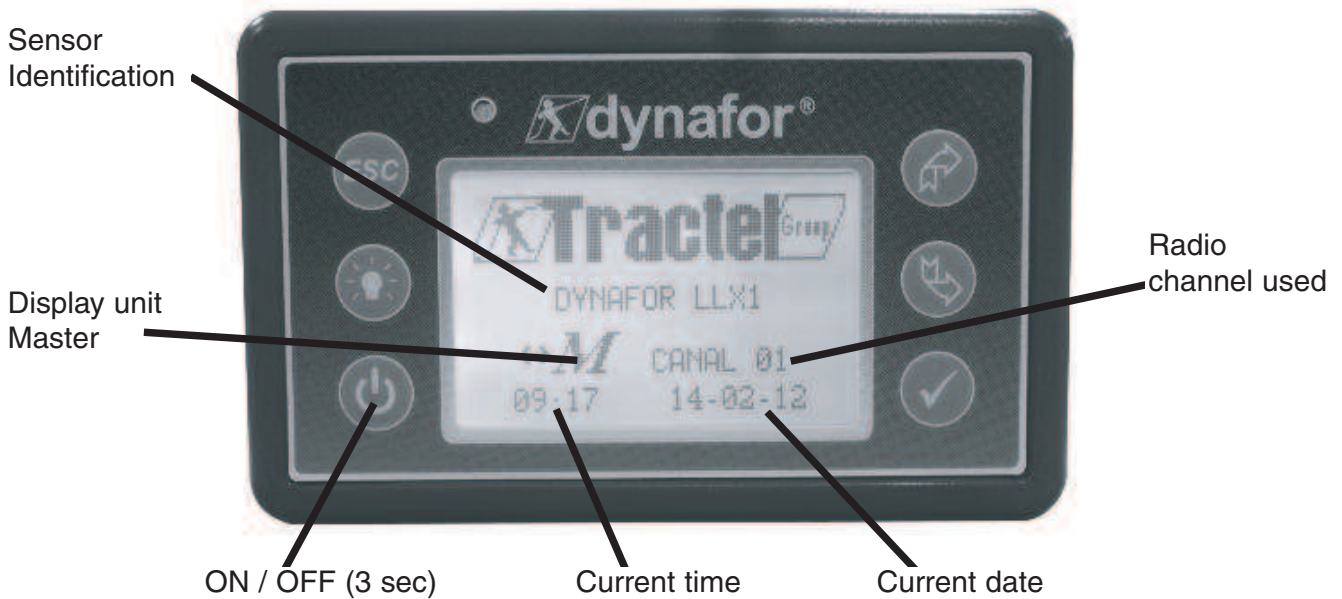 Sensor
Identification
dynafor®
ESC
Tractel
Group
DYNAFOR LLX1
Radio
channel used
Display unit
Master
M CANAL 01
09:17 14-02-12
ON / OFF (3 sec)
Current time
Current date